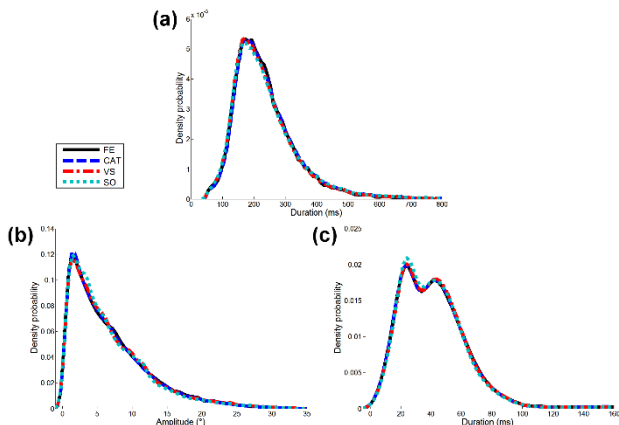 (a)
6 x 10^-3
5
4
3
2
1
0
Density probability
0 100 200 300 400 500 600 700 800
Duration (ms)
FE
CAT
VS
SO
(b)
0.14
0.12
0.1
0.08
0.06
0.04
0.02
0
Density probability
0 5 10 15 20 25 30 35
Amplitude (°)
(c)
0.025
0.02
0.015
0.01
0.005
0
Density probability
0 20 40 60 80 100 120 140 160
Duration (ms)